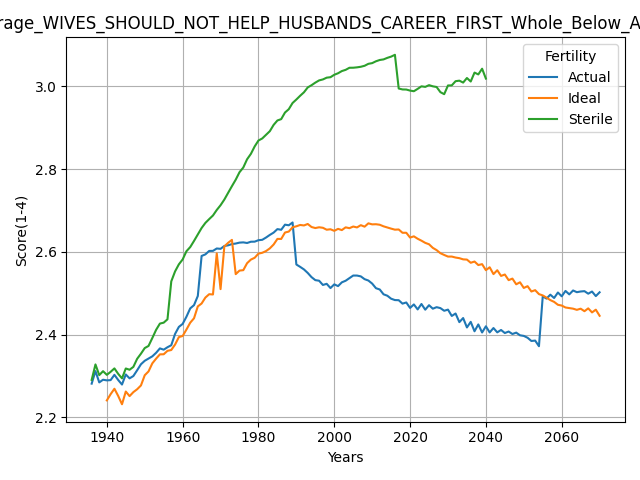 rage_WIVES_SHOULD_NOT_HELP_HUSBANDS_CAREER_FIRST_Whole_Below_A
Fertility
Actual
Ideal
Sterile
Score(1-4)
3.0
2.8
2.6
2.4
2.2
1940 1960 1980 2000 2020 2040 2060
Years